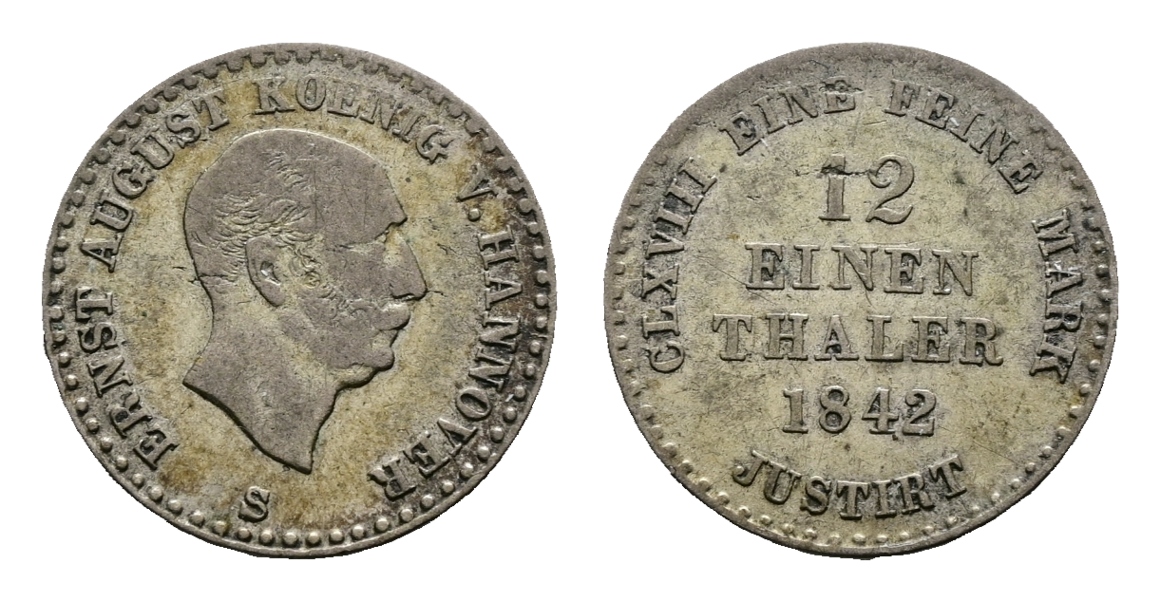 ERNST AUGUST KOENIG V. HANNOVER
S
CLXVIII EINE FEINE MARK
12
EINEN
THALER
1842
JUSTIRT